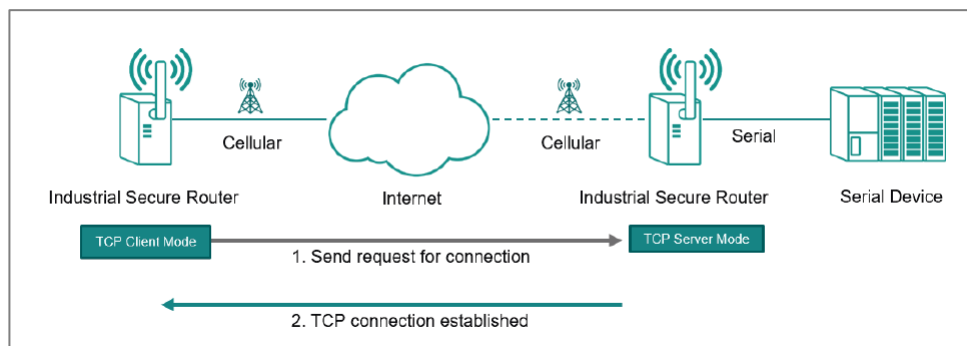 Cellular
Cellular
Serial
Industrial Secure Router
Internet
Industrial Secure Router
Serial Device
TCP Client Mode
TCP Server Mode
1. Send request for connection
2. TCP connection established